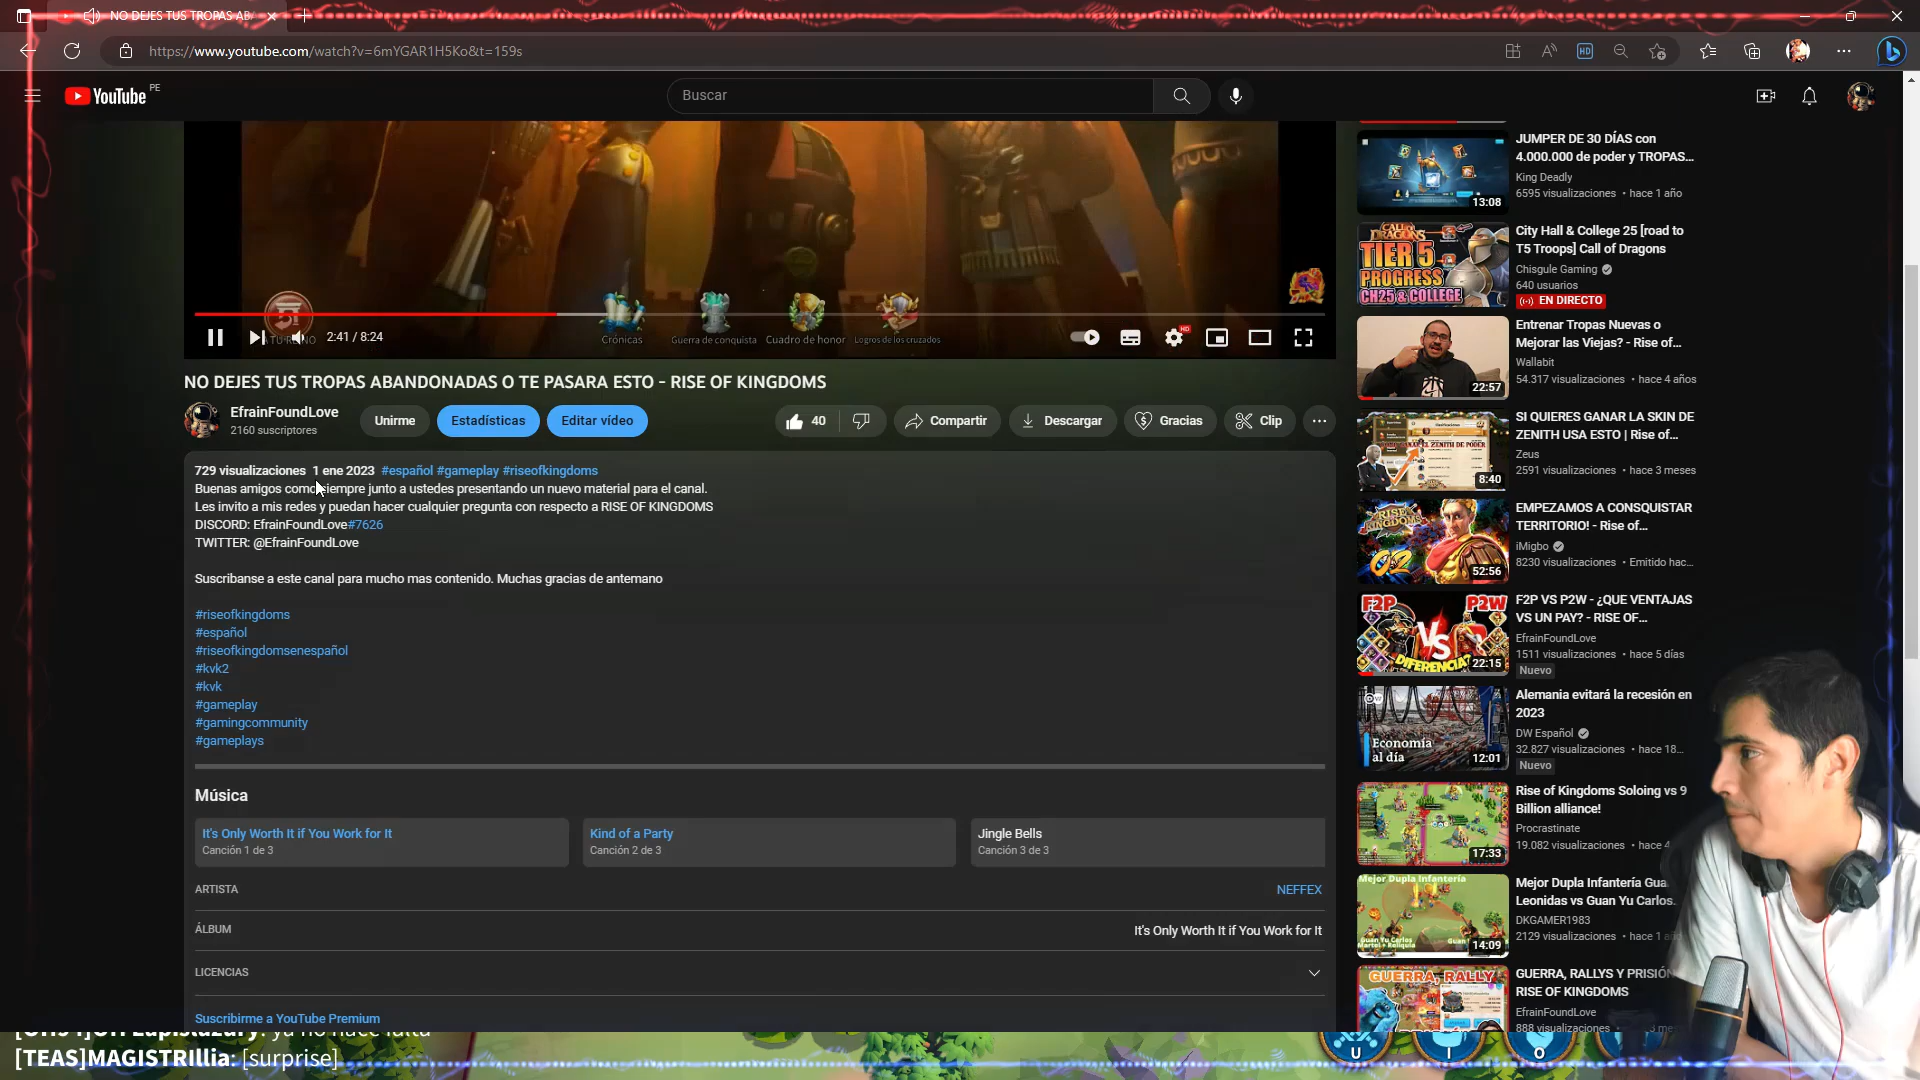 NO DEJES TUS TROPAS AB
https://www.youtube.com/watch?v=6mYGAR1H5Ko&t=159s
YouTube PE
Buscar
2:41 / 8:24
Crónicas
Guerra de conquista
Cuadro de honor
Logros de los cruzados
HD
NO DEJES TUS TROPAS ABANDONADAS O TE PASARA ESTO - RISE OF KINGDOMS
EfrainFoundLove
2160 suscriptores
Unirme
Estadísticas
Editar vídeo
40
Compartir
Descargar
Gracias
Clip
729 visualizaciones 1 ene 2023 #español #gameplay #riseofkingdoms
Buenas amigos como siempre junto a ustedes presentando un nuevo material para el canal.
Les invito a mis redes y puedan hacer cualquier pregunta con respecto a RISE OF KINGDOMS
DISCORD: EfrainFoundLove#7626
TWITTER: @EfrainFoundLove
Suscribanse a este canal para mucho mas contenido. Muchas gracias de antemano
#riseofkingdoms
#español
#riseofkingdomsenespañol
#kvk2
#kvk
#gameplay
#gamingcommunity
#gameplays
Música
It's Only Worth It if You Work for It
Canción 1 de 3
Kind of a Party
Canción 2 de 3
Jingle Bells
Canción 3 de 3
ARTISTA
NEFFEX
ÁLBUM
It's Only Worth It if You Work for It
LICENCIAS
Suscribirme a YouTube Premium
JUMPER DE 30 DÍAS con
4.000.000 de poder y TROPAS...
King Deadly
6595 visualizaciones • hace 1 año
13:08
CALL OF DRAGONS
TIER 5
PROGRESS
CH25 & COLLEGE
City Hall & College 25 [road to
T5 Troops] Call of Dragons
Chisgule Gaming
640 usuarios
EN DIRECTO
Entrenar Tropas Nuevas o
Mejorar las Viejas? - Rise of...
Wallabit
54.317 visualizaciones • hace 4 años
22:57
SI QUIERES GANAR LA SKIN DE
ZENITH USA ESTO | Rise of...
Zeus
2591 visualizaciones • hace 3 meses
8:40
EMPEZAMOS A CONSQUISTAR
TERRITORIO! - Rise of...
iMigbo
8230 visualizaciones • Emitido hac...
RISE KINGDOMS
02
52:56
F2P VS P2W - ¿QUE VENTAJAS
VS UN PAY? - RISE OF...
EfrainFoundLove
1511 visualizaciones • hace 5 días
Nuevo
F2P
P2W
VS
DIFERENCIA?
22:15
Alemania evitará la recesión en
2023
DW Español
32.827 visualizaciones • hace 18...
Nuevo
Economía
al día
12:01
Rise of Kingdoms Soloing vs 9
Billion alliance!
Procrastinate
19.082 visualizaciones • hace 4
17:33
Mejor Dupla Infantería
Mejor Dupla Infantería Gua
Leonidas vs Guan Yu Carlos.
DKGAMER1983
2129 visualizaciones • hace 1
Guan Yu Carlos
14:09
GUERRA, RALLY
GUERRA, RALLYS Y PRISIÓN
RISE OF KINGDOMS
EfrainFoundLove
888 visualizaciones
ya no hace falta
[TEAS]MAGISTRIllia: [surprise]
U
I
O